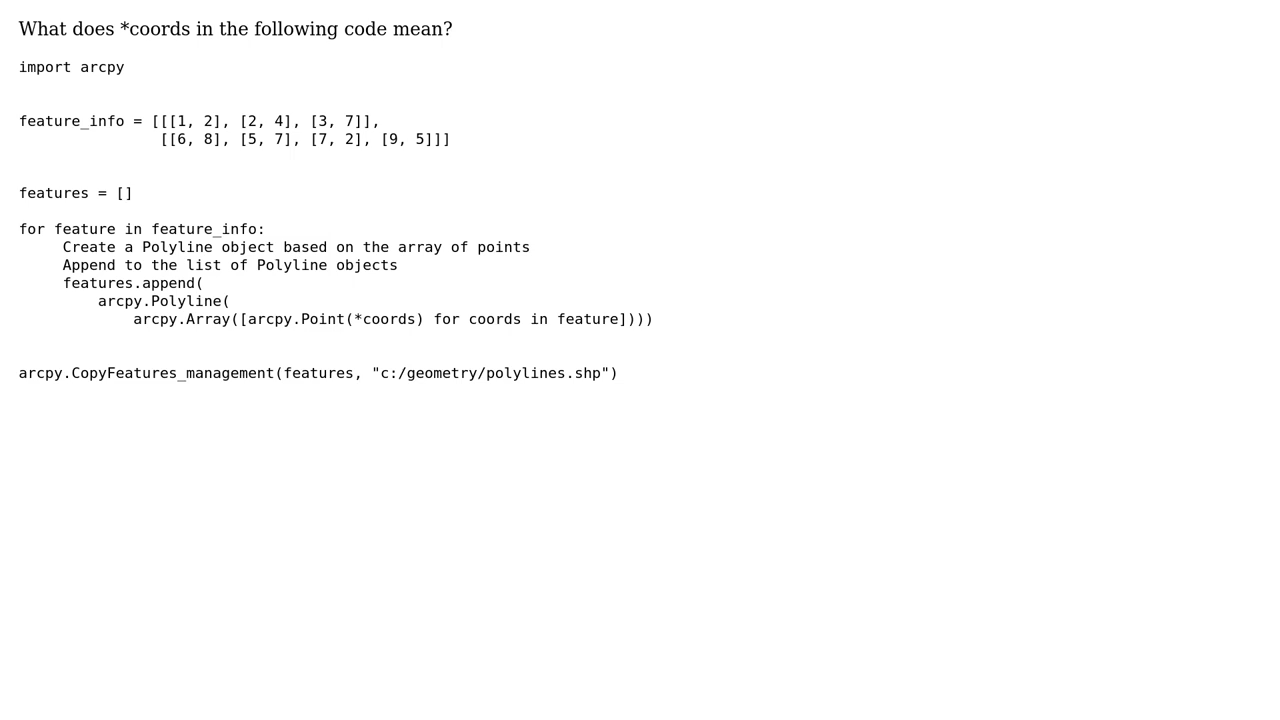 What does *coords in the following code mean?
import arcpy
feature_info = [[[1, 2], [2, 4], [3, 7]],
                [[6, 8], [5, 7], [7, 2], [9, 5]]]
features = []
for feature in feature_info:
     Create a Polyline object based on the array of points
     Append to the list of Polyline objects
     features.append(
         arcpy.Polyline(
             arcpy.Array([arcpy.Point(*coords) for coords in feature])))
arcpy.CopyFeatures_management(features, "c:/geometry/polylines.shp")